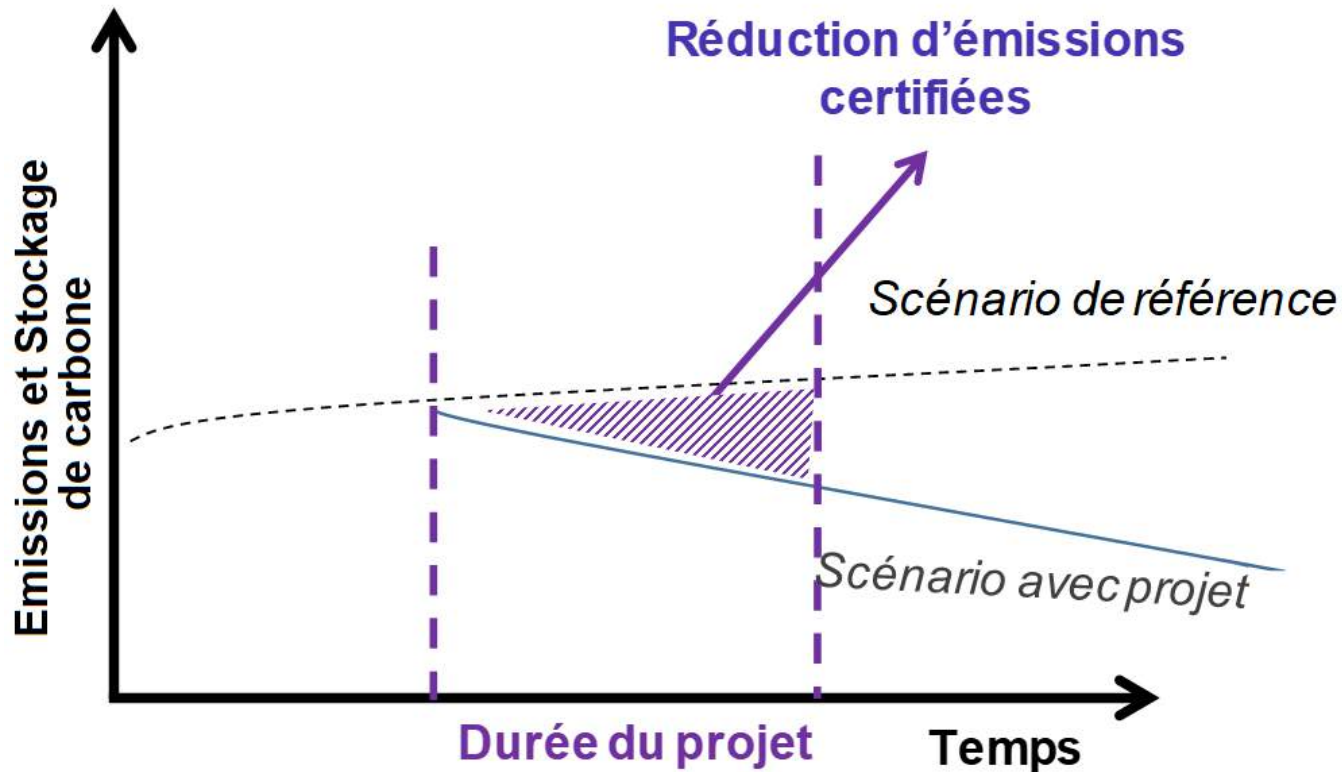 Réduction d’émissions
certifiées
Emissions et Stockage
de carbone
Scénario de référence
Scénario avec projet
Durée du projet
Temps